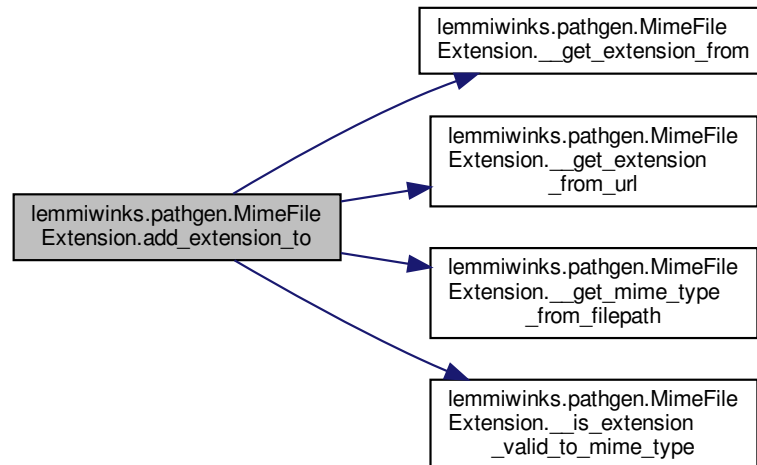 lemmiwinks.pathgen.MimeFile
Extension.__get_extension_from
lemmiwinks.pathgen.MimeFile
Extension.__get_extension
_from_url
lemmiwinks.pathgen.MimeFile
Extension.add_extension_to
lemmiwinks.pathgen.MimeFile
Extension.__get_mime_type
_from_filepath
lemmiwinks.pathgen.MimeFile
Extension.__is_extension
_valid_to_mime_type